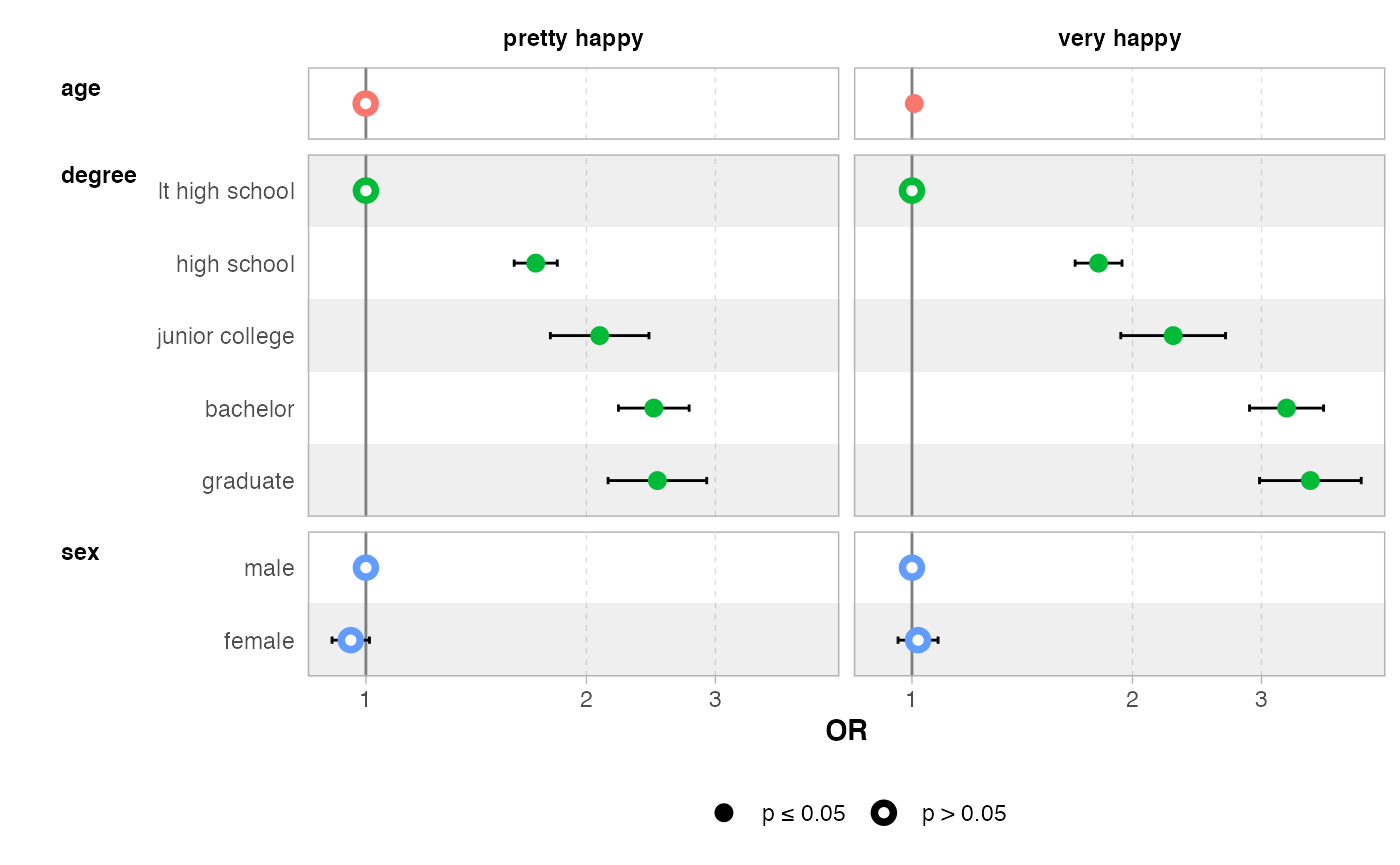 pretty happy very happy
age
degree
lt high school
high school
junior college
bachelor
graduate
sex
male
female
1 2 3 1 2 3
OR
p ≤ 0.05 p > 0.05